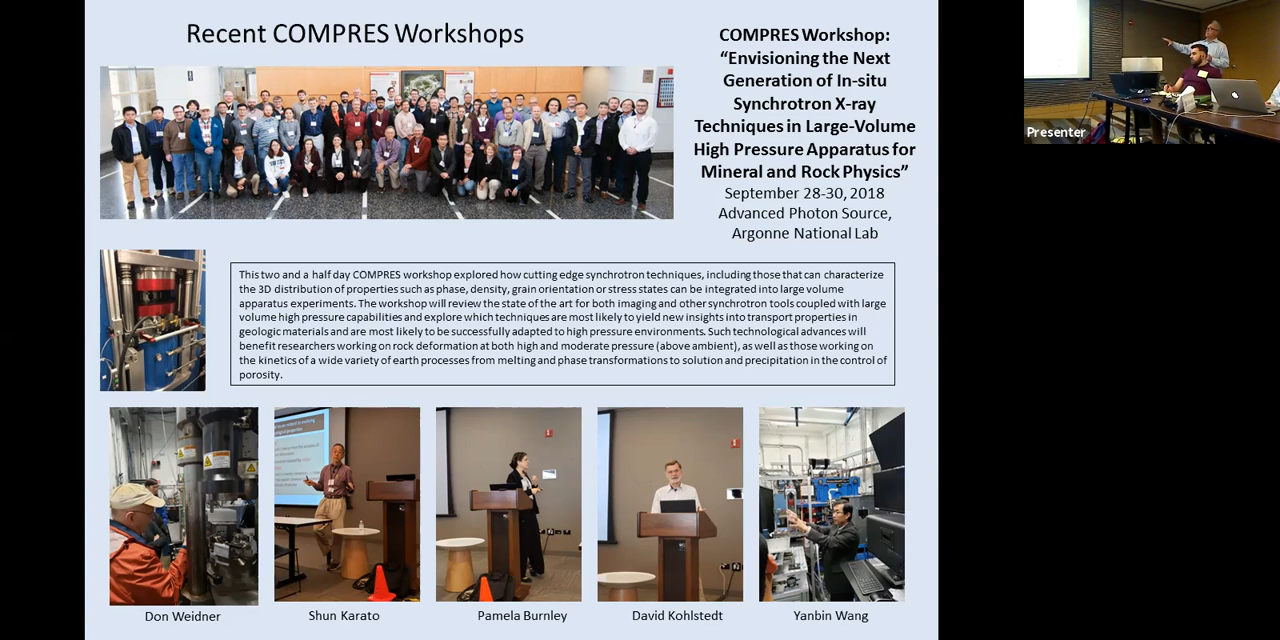 Recent COMPRES Workshops
COMPRES Workshop:
“Envisioning the Next
Generation of In-situ
Synchrotron X-ray
Techniques in Large-Volume
High Pressure Apparatus for
Mineral and Rock Physics”
September 28-30, 2018
Advanced Photon Source,
Argonne National Lab
Presenter
This two and a half day COMPRES workshop explored how cutting edge synchrotron techniques, including those that can characterize
the 3D distribution of properties such as phase, density, grain orientation or stress states can be integrated into large volume
apparatus experiments. The workshop will review the state of the art for both imaging and other synchrotron tools coupled with large
volume high pressure capabilities and explore which techniques are most likely to yield new insights into transport properties in
geologic materials and are most likely to be successfully adapted to high pressure environments. Such technological advances will
benefit researchers working on rock deformation at both high and moderate pressure (above ambient), as well as those working on
the kinetics of a wide variety of earth processes from melting and phase transformations to solution and precipitation in the control of
porosity.
Don Weidner
Shun Karato
Pamela Burnley
David Kohlstedt
Yanbin Wang